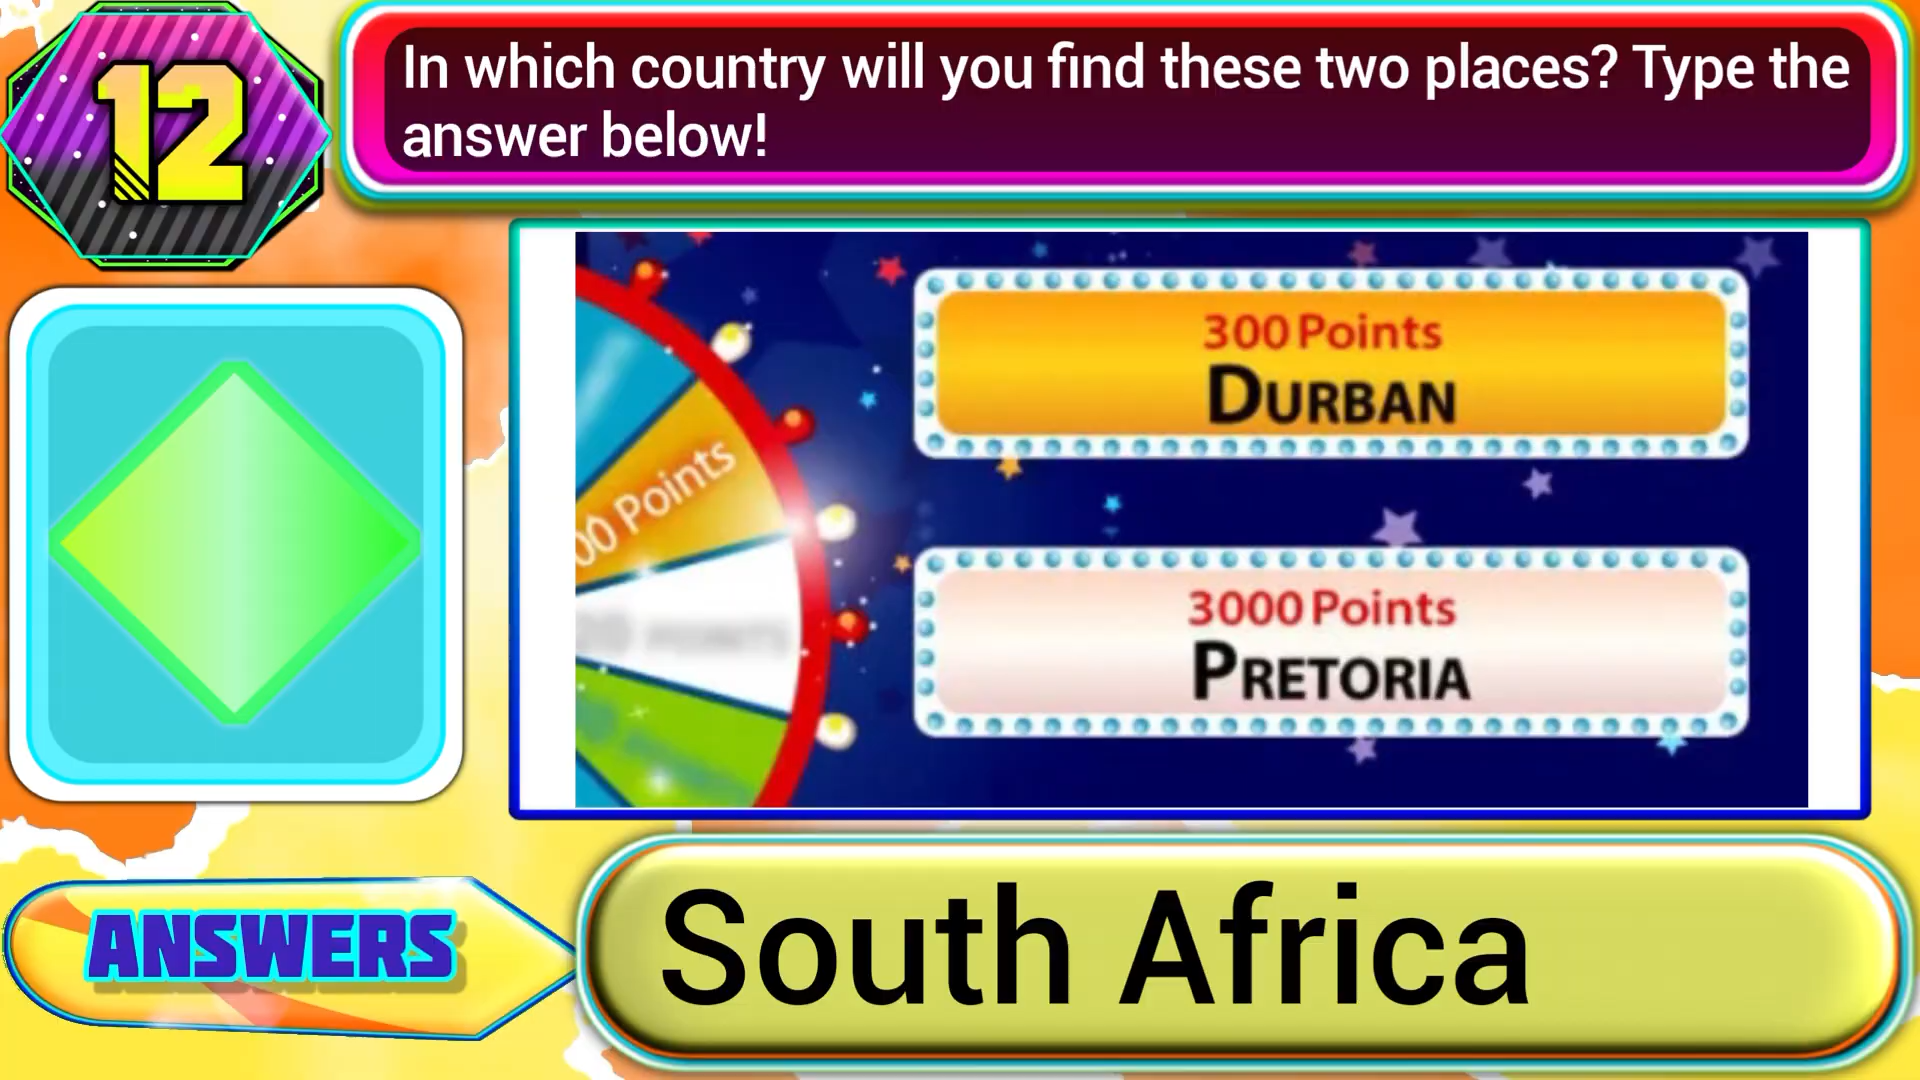 12
In which country will you find these two places? Type the
answer below!
300 Points
DURBAN
00 Points
3000 Points
PRETORIA
ANSWERS
South Africa